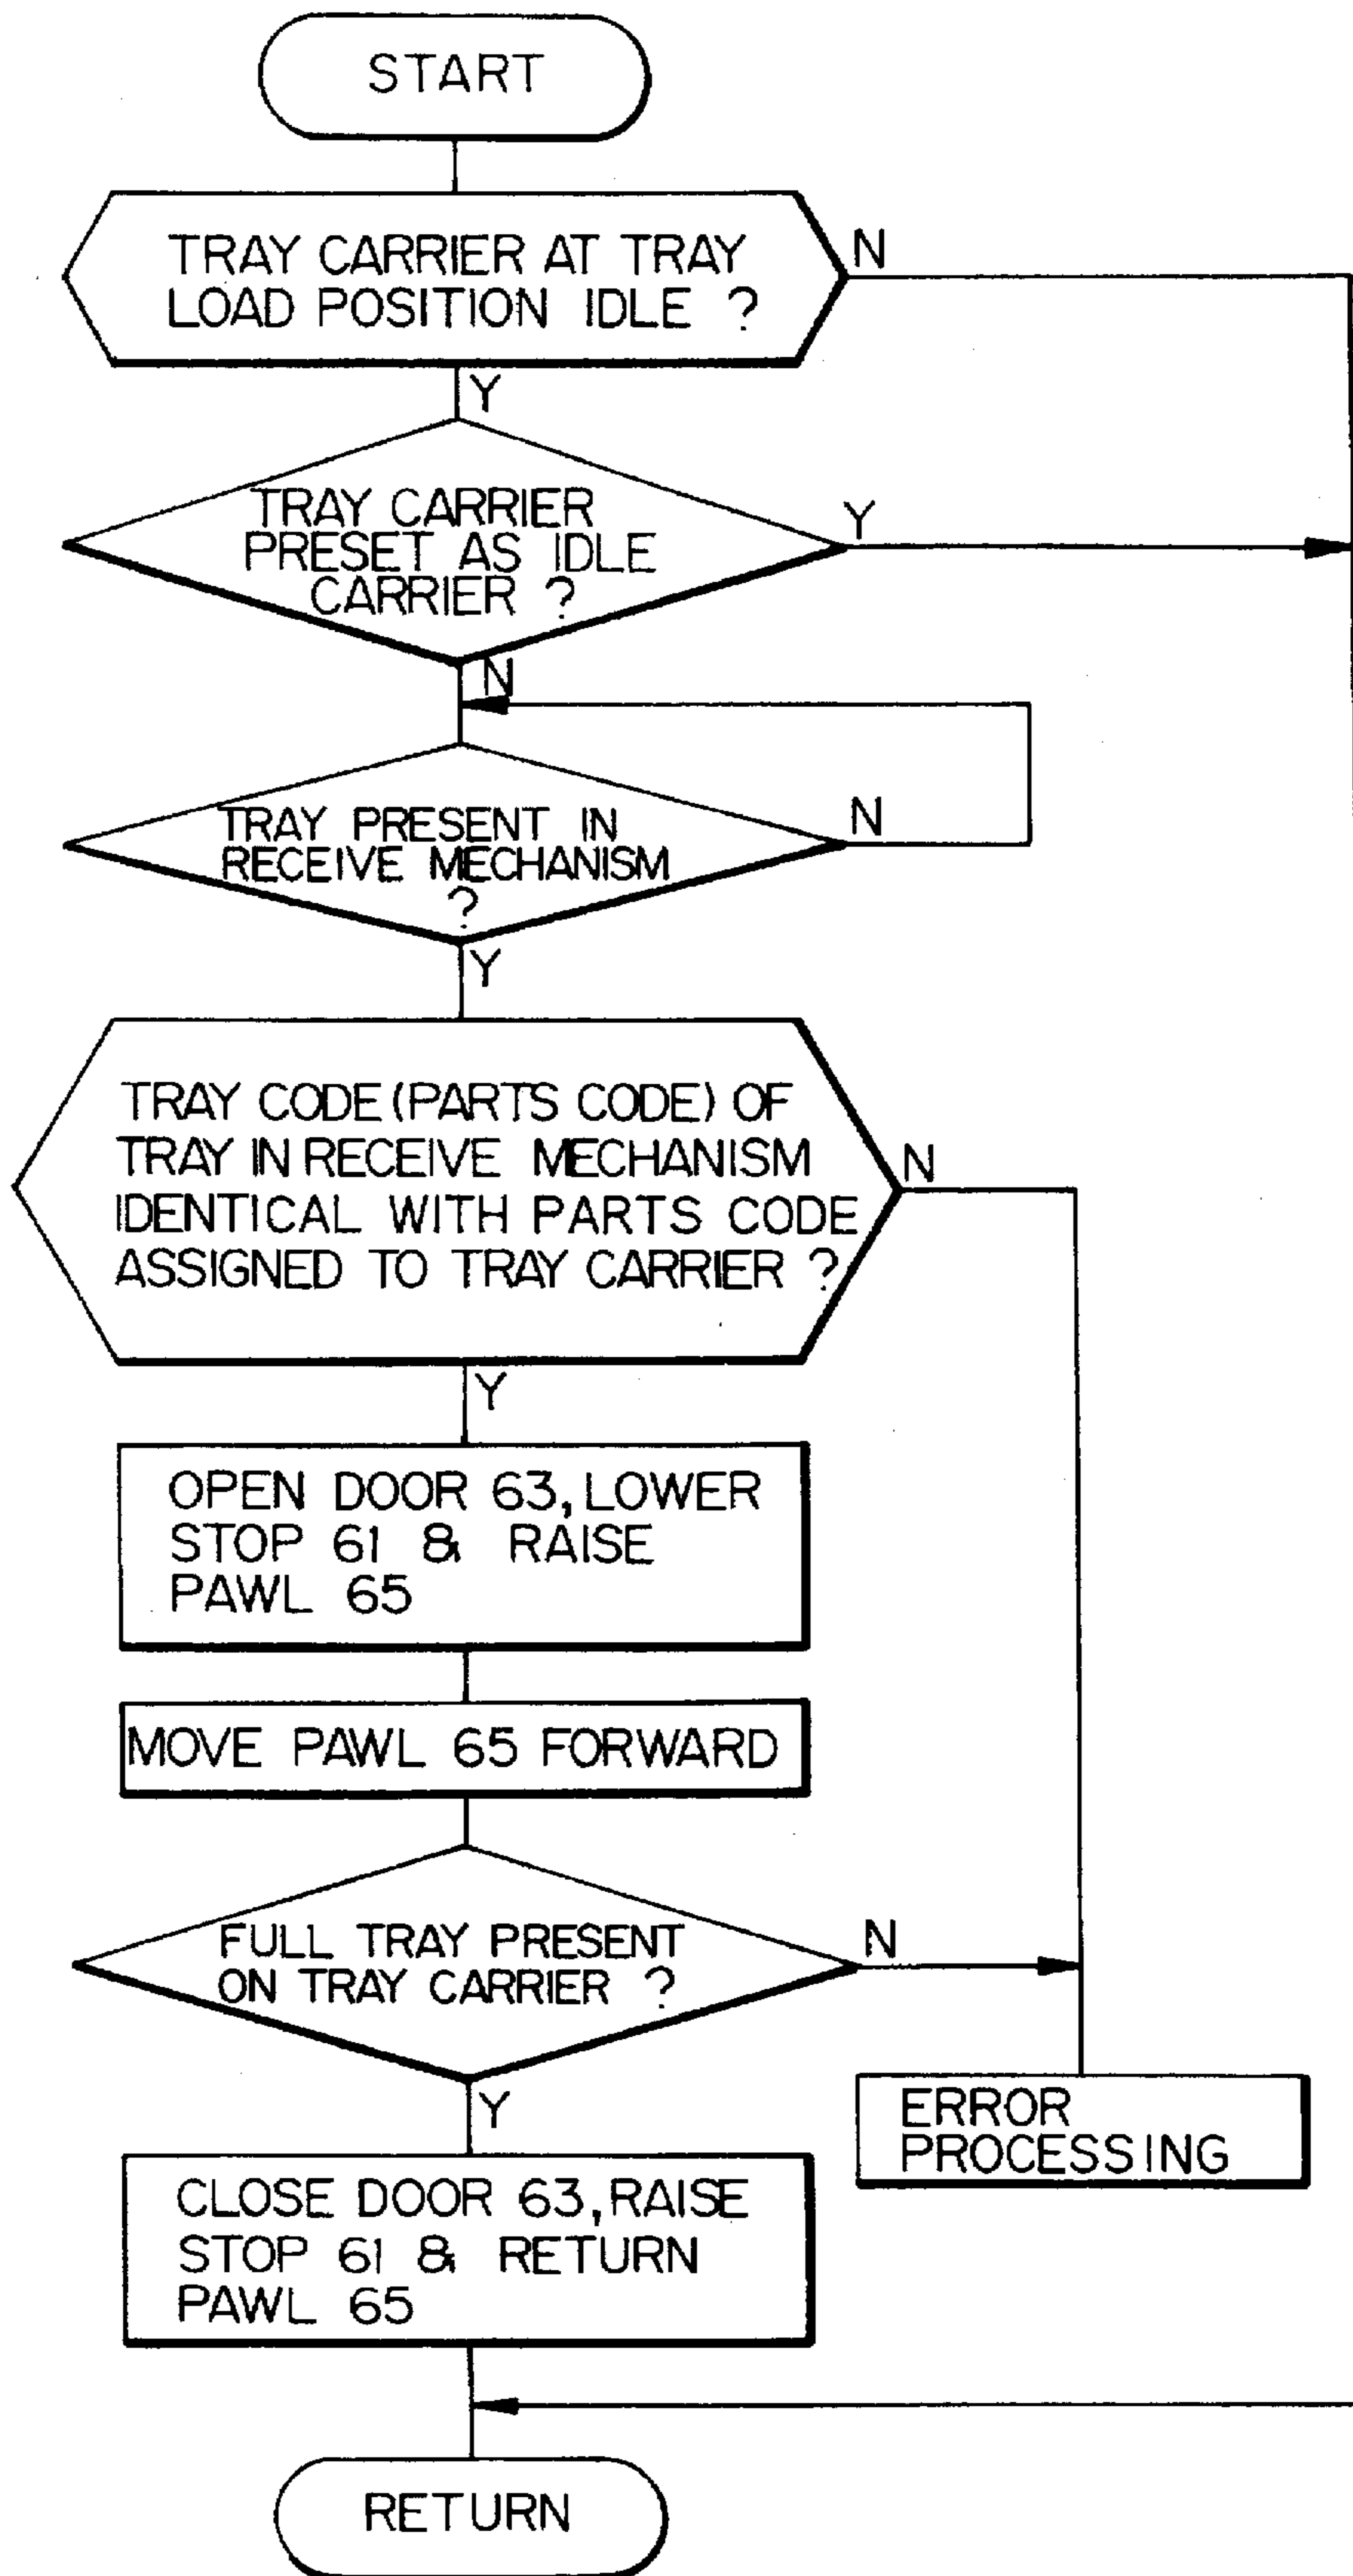 START
TRAY CARRIER AT TRAY
LOAD POSITION IDLE ?
N
Y
TRAY CARRIER
PRESET AS IDLE
CARRIER ?
Y
N
TRAY PRESENT IN
RECEIVE MECHANISM
?
N
Y
TRAY CODE (PARTS CODE) OF
TRAY IN RECEIVE MECHANISM
IDENTICAL WITH PARTS CODE
ASSIGNED TO TRAY CARRIER ?
N
Y
OPEN DOOR 63, LOWER
STOP 61 & RAISE
PAWL 65
MOVE PAWL 65 FORWARD
FULL TRAY PRESENT
ON TRAY CARRIER ?
N
Y
ERROR
PROCESSING
CLOSE DOOR 63, RAISE
STOP 61 & RETURN
PAWL 65
RETURN